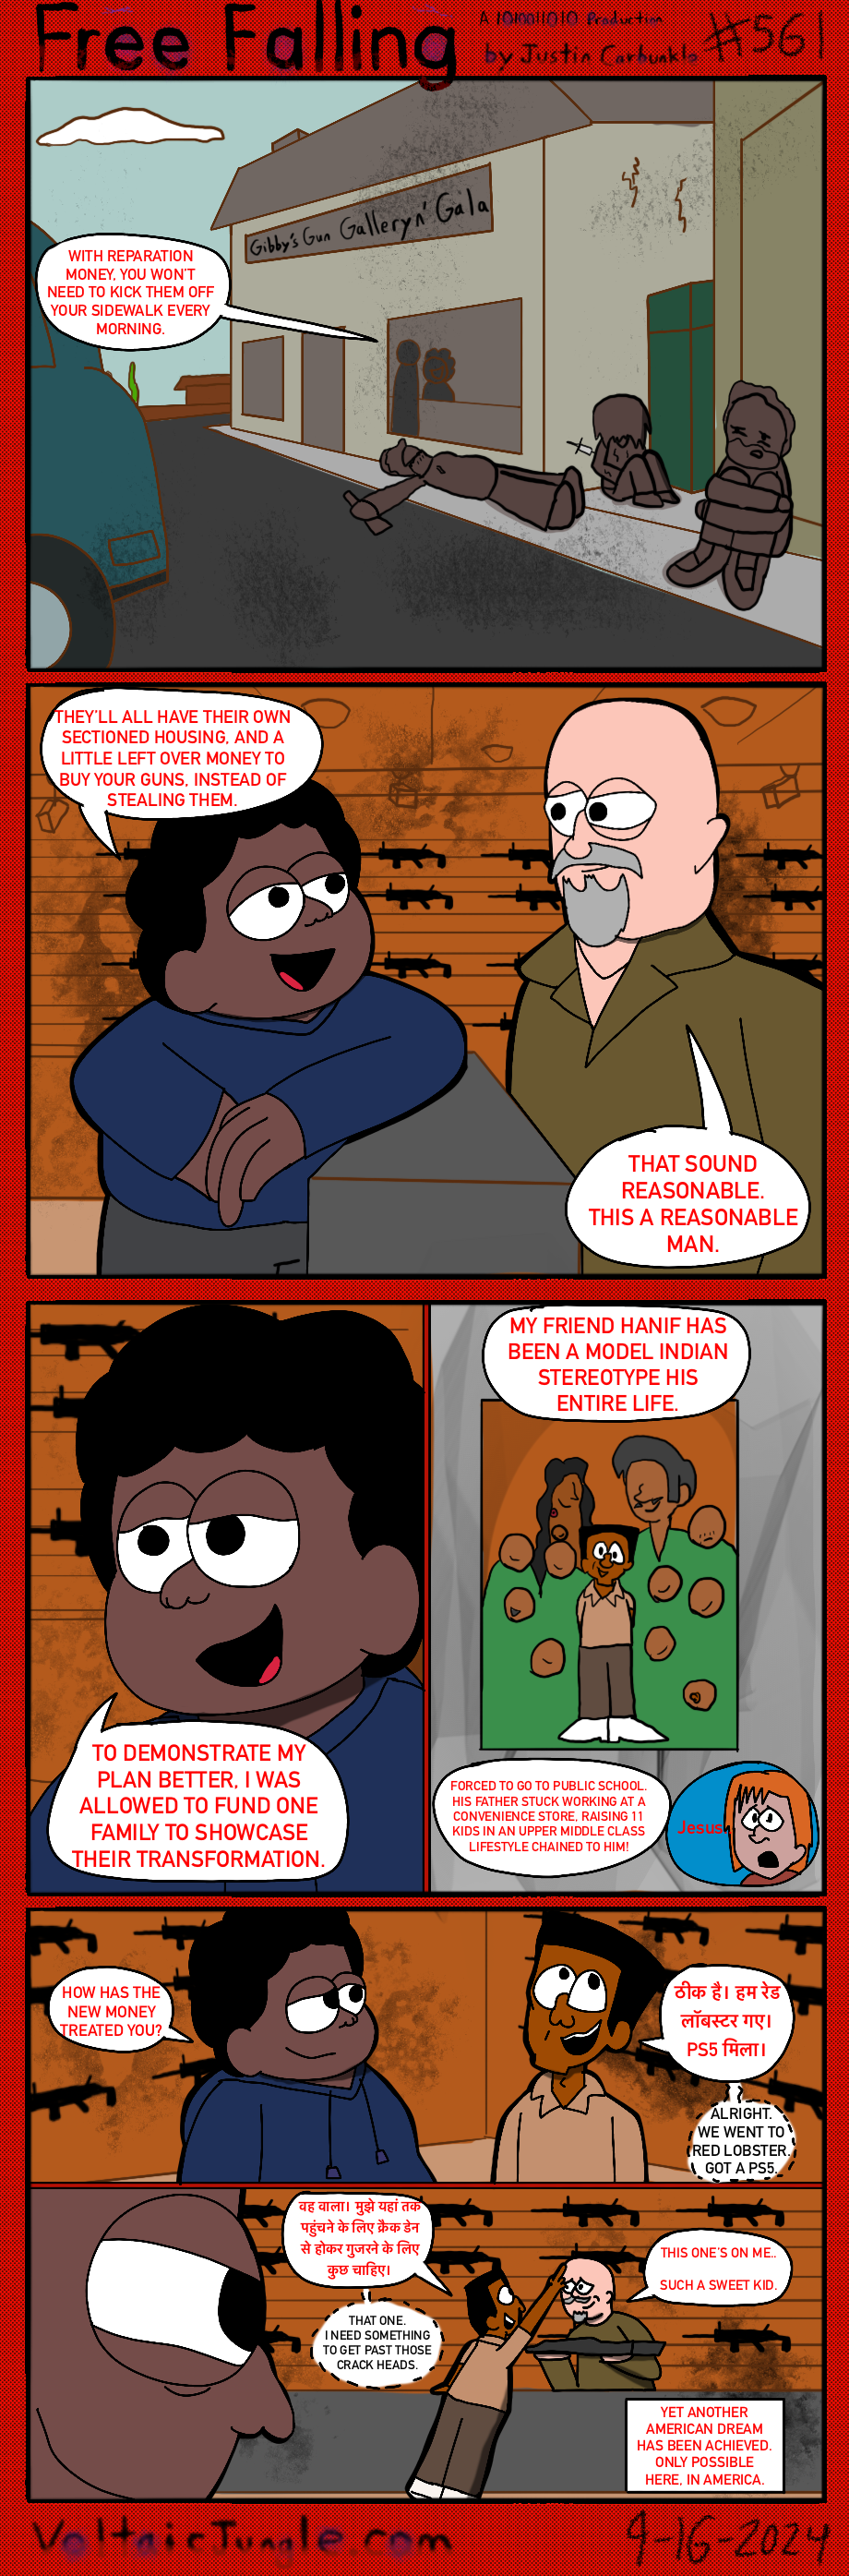 Free Falling
A 1010011010 Production
by Justin Carbunkle
#561
Gibby's Gun Gallery n' Gala
WITH REPARATION
MONEY, YOU WON'T
NEED TO KICK THEM OFF
YOUR SIDEWALK EVERY
MORNING.
THEY'LL ALL HAVE THEIR OWN
SECTIONED HOUSING, AND A
LITTLE LEFT OVER MONEY TO
BUY YOUR GUNS, INSTEAD OF
STEALING THEM.
THAT SOUND
REASONABLE.
THIS A REASONABLE
MAN.
TO DEMONSTRATE MY
PLAN BETTER, I WAS
ALLOWED TO FUND ONE
FAMILY TO SHOWCASE
THEIR TRANSFORMATION.
MY FRIEND HANIF HAS
BEEN A MODEL INDIAN
STEREOTYPE HIS
ENTIRE LIFE.
FORCED TO GO TO PUBLIC SCHOOL.
HIS FATHER STUCK WORKING AT A
CONVENIENCE STORE, RAISING 11
KIDS IN AN UPPER MIDDLE CLASS
LIFESTYLE CHAINED TO HIM!
Jesus
HOW HAS THE
NEW MONEY
TREATED YOU?
ठीक है। हम रेड
लॉबस्टर गए।
PS5 मिला।
ALRIGHT.
WE WENT TO
RED LOBSTER.
GOT A PS5.
वह वाला। मुझे यहां तक
पहुंचने के लिए क्रैक डेन
से होकर गुजरने के लिए
कुछ चाहिए।
THAT ONE.
I NEED SOMETHING
TO GET PAST THOSE
CRACK HEADS.
THIS ONE'S ON ME..
SUCH A SWEET KID.
YET ANOTHER
AMERICAN DREAM
HAS BEEN ACHIEVED.
ONLY POSSIBLE
HERE, IN AMERICA.
VoltaicJungle.com
9-16-2024